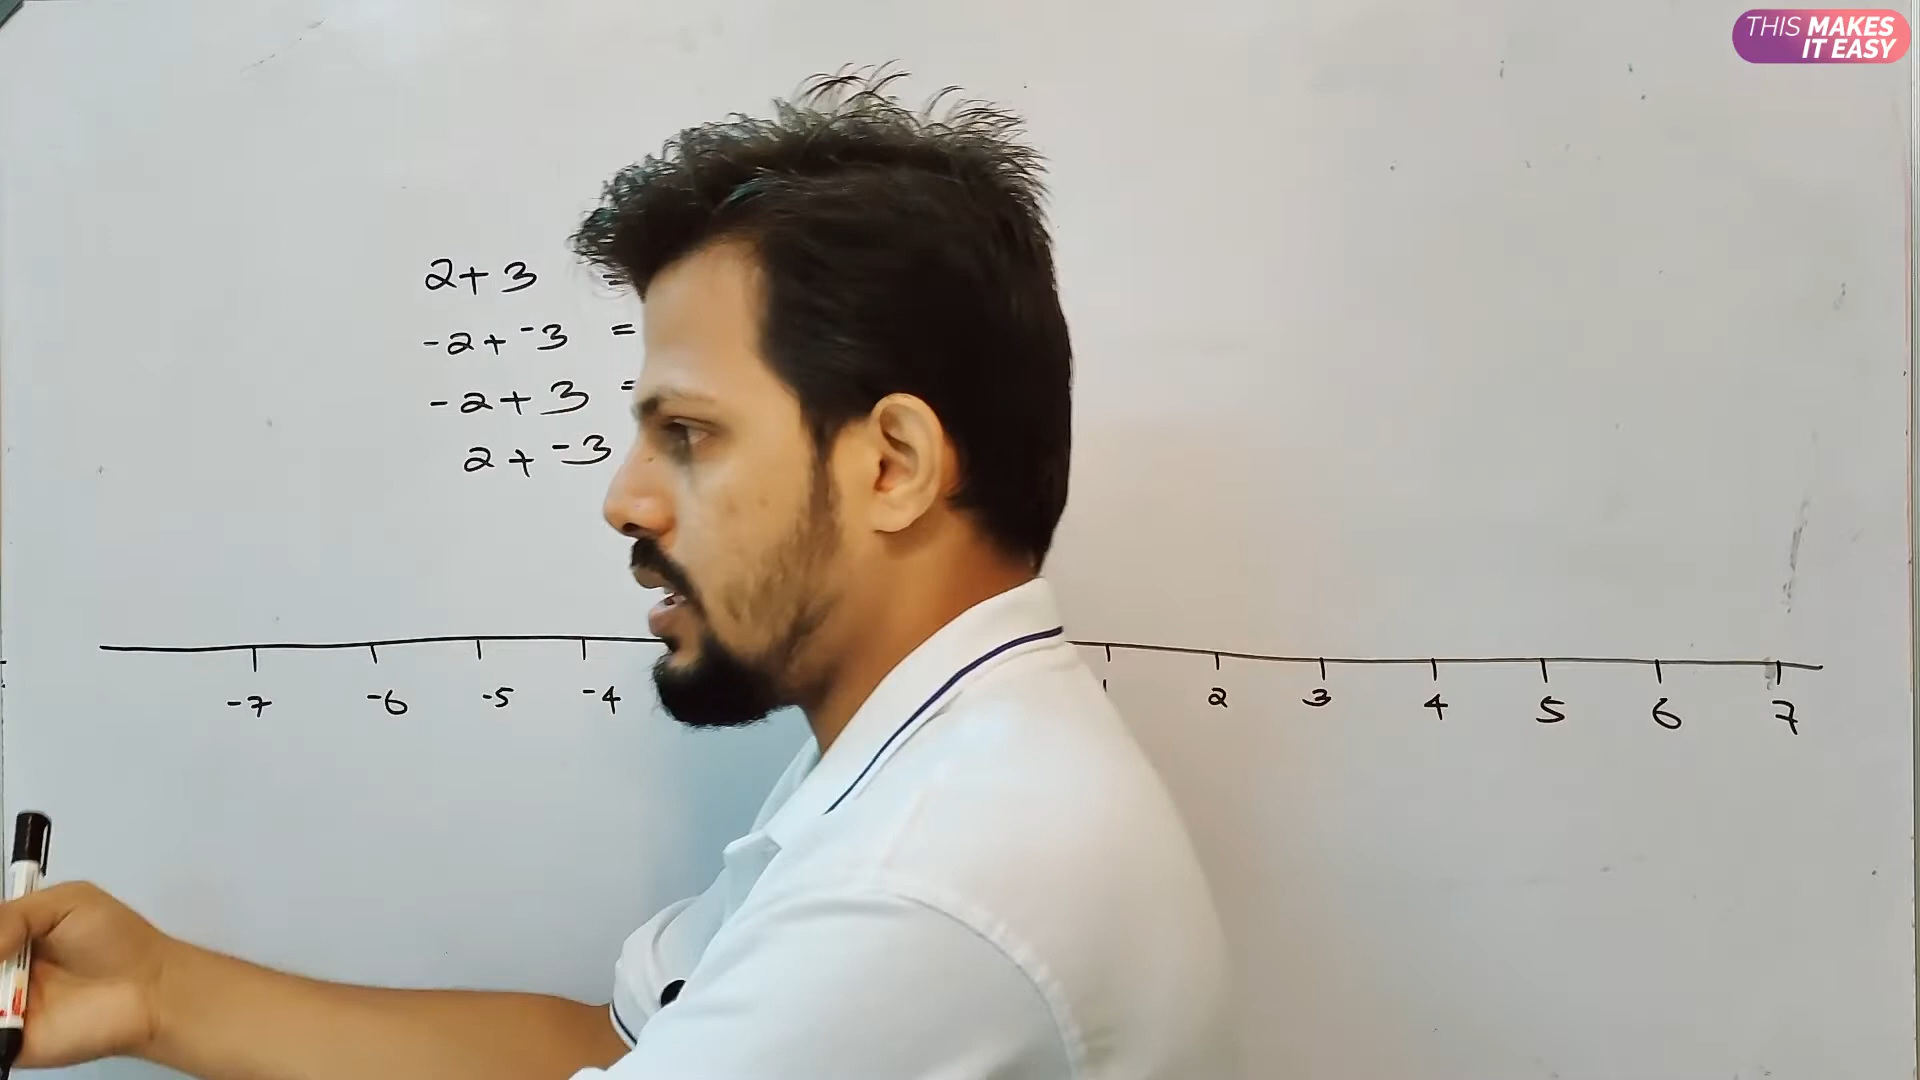 THIS MAKES
IT EASY
2 + 3 =
-2 + -3 =
-2 + 3 =
2 + -3
-7 -6 -5 -4 1 2 3 4 5 6 7